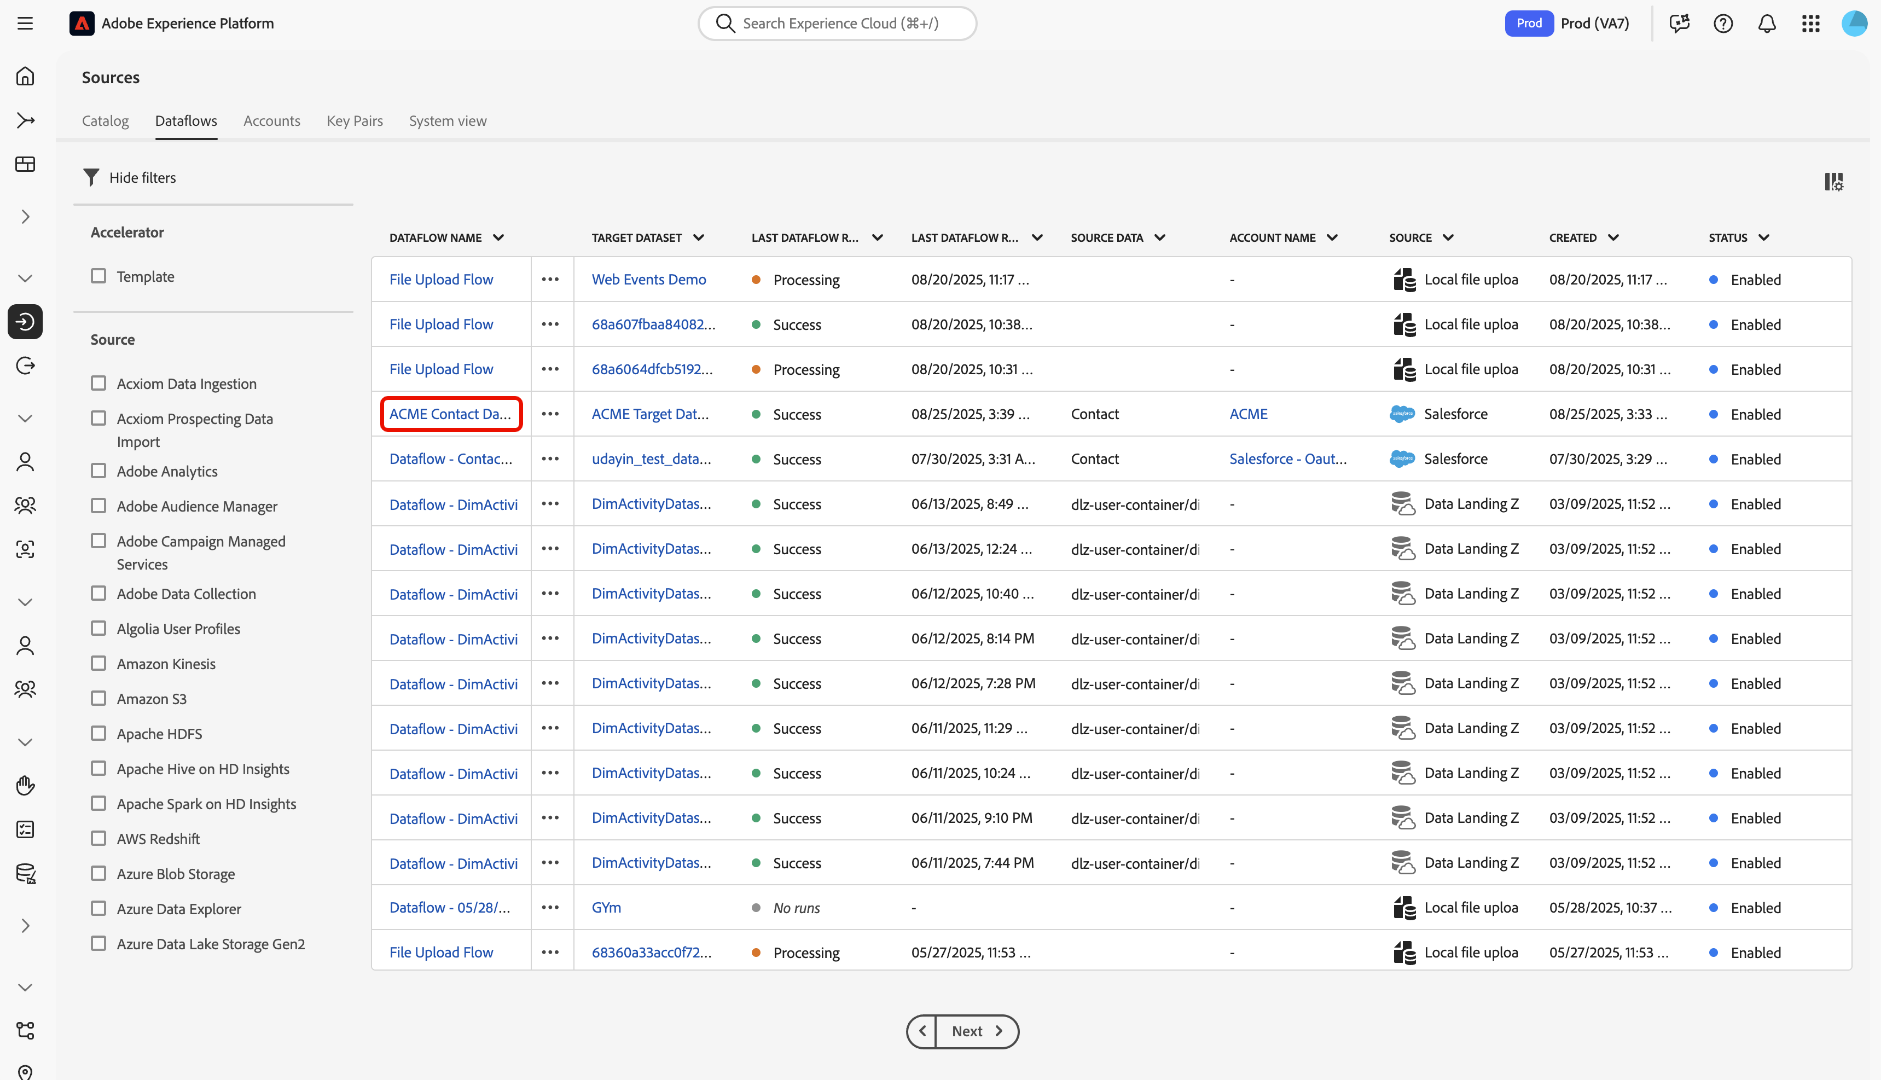 Adobe Experience Platform
Search Experience Cloud (⌘+/)
Prod
Prod (VA7)
Sources
Catalog
Dataflows
Accounts
Key Pairs
System view
Hide filters
Accelerator
Template
Source
Acxiom Data Ingestion
Acxiom Prospecting Data
Import
Adobe Analytics
Adobe Audience Manager
Adobe Campaign Managed
Services
Adobe Data Collection
Algolia User Profiles
Amazon Kinesis
Amazon S3
Apache HDFS
Apache Hive on HD Insights
Apache Spark on HD Insights
AWS Redshift
Azure Blob Storage
Azure Data Explorer
Azure Data Lake Storage Gen2
DATAFLOW NAME TARGET DATASET LAST DATAFLOW R... LAST DATAFLOW R... SOURCE DATA ACCOUNT NAME SOURCE CREATED STATUS
File Upload Flow ••• Web Events Demo Processing 08/20/2025, 11:17 ... - Local file uploa 08/20/2025, 11:17 ... Enabled
File Upload Flow ••• 68a607fbaa84082... Success 08/20/2025, 10:38... - Local file uploa 08/20/2025, 10:38... Enabled
File Upload Flow ••• 68a6064dfcb5192... Processing 08/20/2025, 10:31 ... - Local file uploa 08/20/2025, 10:31 ... Enabled
ACME Contact Da... ••• ACME Target Dat... Success 08/25/2025, 3:39 ... Contact ACME Salesforce 08/25/2025, 3:33 ... Enabled
Dataflow - Contac... ••• udayin_test_data... Success 07/30/2025, 3:31 A... Contact Salesforce - Oaut... Salesforce 07/30/2025, 3:29 ... Enabled
Dataflow - DimActivi ••• DimActivityDatas... Success 06/13/2025, 8:49 ... dlz-user-container/di - Data Landing Z 03/09/2025, 11:52 ... Enabled
Dataflow - DimActivi ••• DimActivityDatas... Success 06/13/2025, 12:24 ... dlz-user-container/di - Data Landing Z 03/09/2025, 11:52 ... Enabled
Dataflow - DimActivi ••• DimActivityDatas... Success 06/12/2025, 10:40 ... dlz-user-container/di - Data Landing Z 03/09/2025, 11:52 ... Enabled
Dataflow - DimActivi ••• DimActivityDatas... Success 06/12/2025, 8:14 PM dlz-user-container/di - Data Landing Z 03/09/2025, 11:52 ... Enabled
Dataflow - DimActivi ••• DimActivityDatas... Success 06/12/2025, 7:28 PM dlz-user-container/di - Data Landing Z 03/09/2025, 11:52 ... Enabled
Dataflow - DimActivi ••• DimActivityDatas... Success 06/11/2025, 11:29 ... dlz-user-container/di - Data Landing Z 03/09/2025, 11:52 ... Enabled
Dataflow - DimActivi ••• DimActivityDatas... Success 06/11/2025, 10:24 ... dlz-user-container/di - Data Landing Z 03/09/2025, 11:52 ... Enabled
Dataflow - DimActivi ••• DimActivityDatas... Success 06/11/2025, 9:10 PM dlz-user-container/di - Data Landing Z 03/09/2025, 11:52 ... Enabled
Dataflow - DimActivi ••• DimActivityDatas... Success 06/11/2025, 7:44 PM dlz-user-container/di - Data Landing Z 03/09/2025, 11:52 ... Enabled
Dataflow - 05/28/... ••• GYm No runs - - Local file uploa 05/28/2025, 10:37 ... Enabled
File Upload Flow ••• 68360a33acc0f72... Processing 05/27/2025, 11:53 ... - Local file uploa 05/27/2025, 11:53 ... Enabled
Next